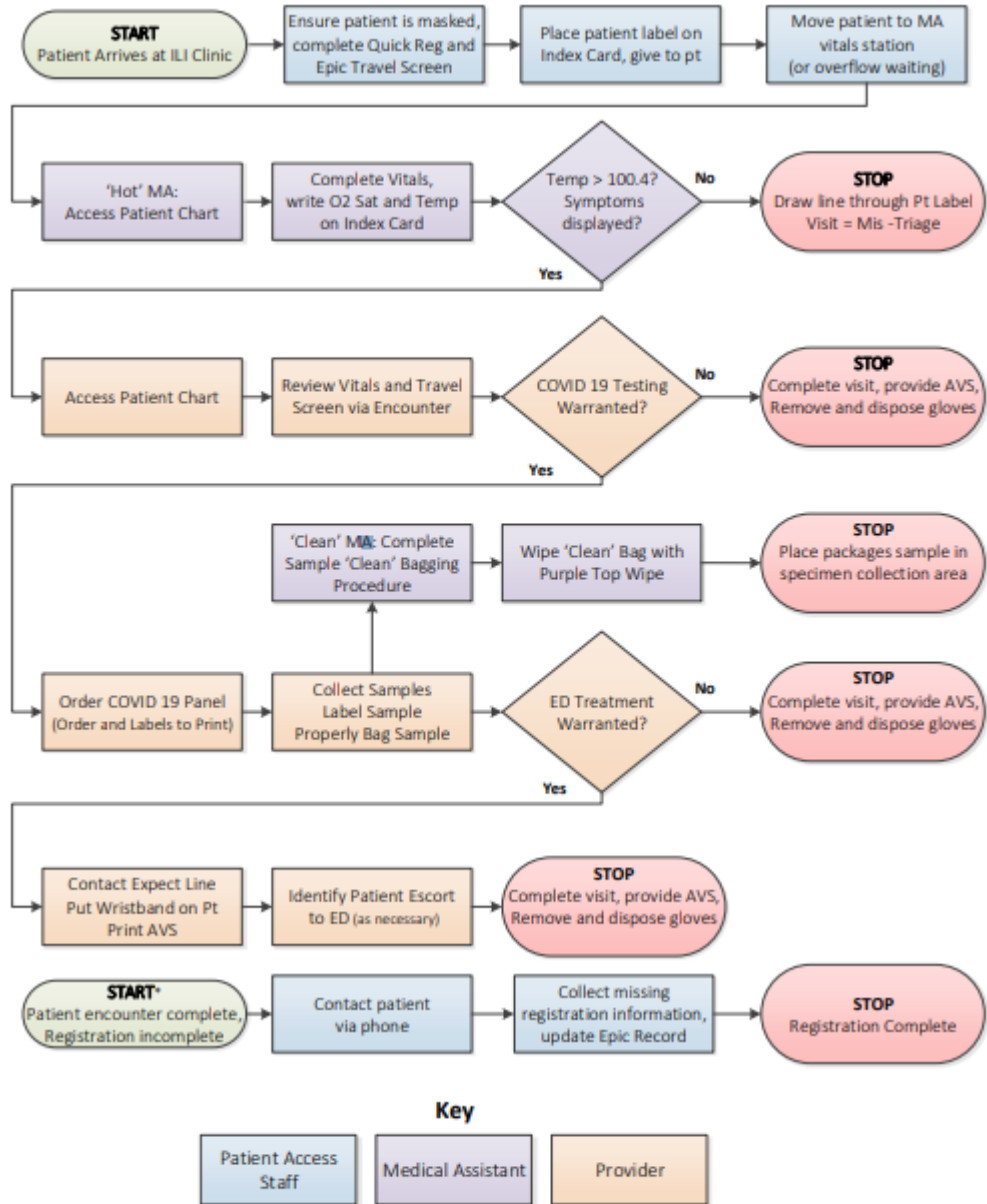 START
Patient Arrives at ILI Clinic
Ensure patient is masked,
complete Quick Reg and
Epic Travel Screen
Place patient label on
Index Card, give to pt
Move patient to MA
vitals station
(or overflow waiting)
‘Hot’ MA:
Access Patient Chart
Complete Vitals,
write O2 Sat and Temp
on Index Card
Temp > 100.4?
Symptoms
displayed?
No
STOP
Draw line through Pt Label
Visit = Mis -Triage
Yes
Access Patient Chart
Review Vitals and Travel
Screen via Encounter
COVID 19 Testing
Warranted?
No
STOP
Complete visit, provide AVS,
Remove and dispose gloves
Yes
‘Clean’ MA: Complete
Sample ‘Clean’ Bagging
Procedure
Wipe ‘Clean’ Bag with
Purple Top Wipe
STOP
Place packages sample in
specimen collection area
Order COVID 19 Panel
(Order and Labels to Print)
Collect Samples
Label Sample
Properly Bag Sample
ED Treatment
Warranted?
No
STOP
Complete visit, provide AVS,
Remove and dispose gloves
Yes
Contact Expect Line
Put Wristband on Pt
Print AVS
Identify Patient Escort
to ED (as necessary)
STOP
Complete visit, provide AVS,
Remove and dispose gloves
START*
Patient encounter complete,
Registration incomplete
Contact patient
via phone
Collect missing
registration information,
update Epic Record
STOP
Registration Complete
Key
Patient Access
Staff
Medical Assistant
Provider